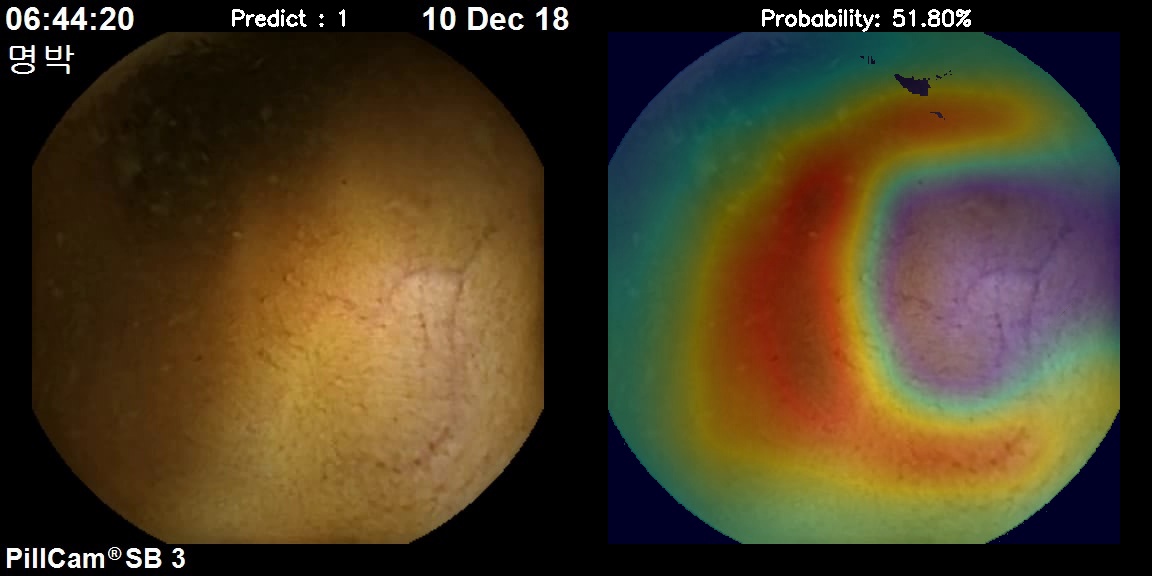 06:44:20
Predict : 1
10 Dec 18
Probability: 51.80%
명박
PillCam® SB 3